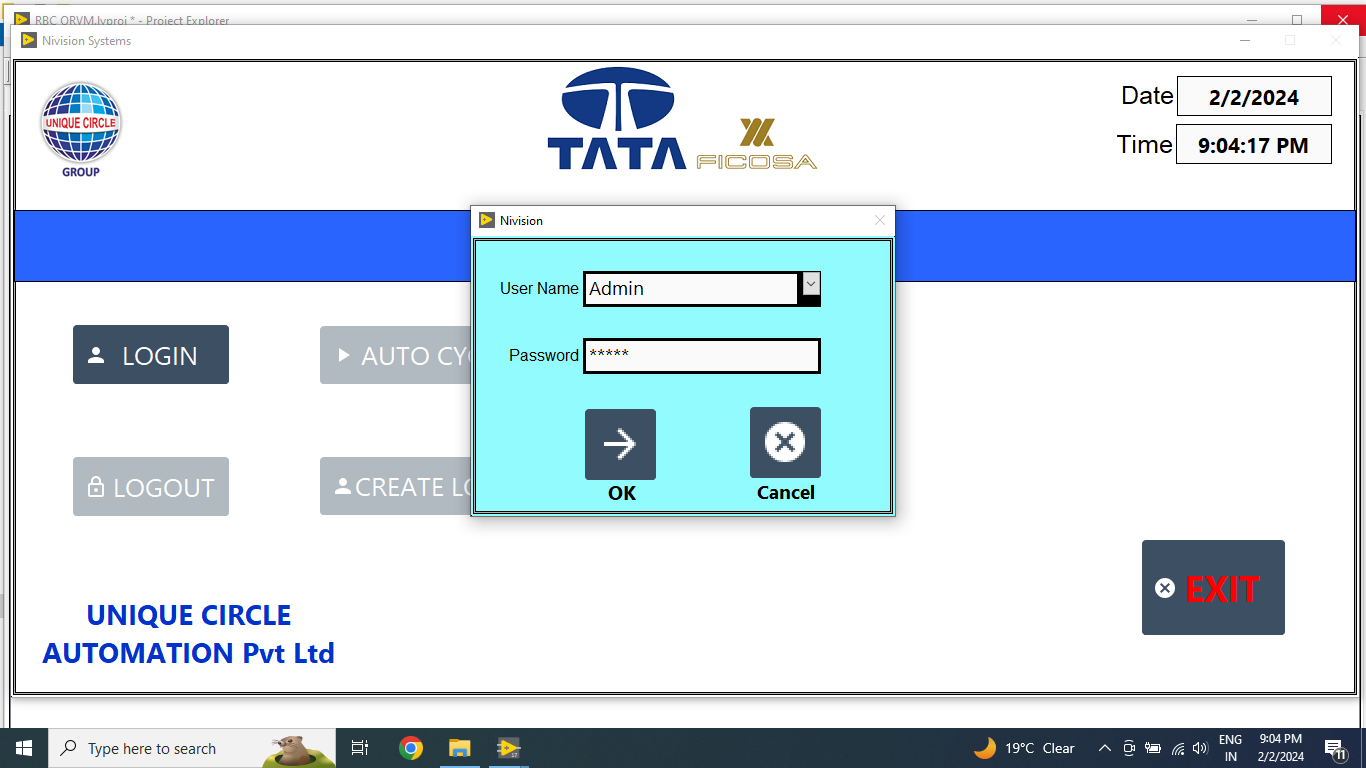 RBC ORVM.lvproj * - Project Explorer
Nivision Systems
UNIQUE CIRCLE
GROUP
TATA
FICOSA
Date 2/2/2024
Time 9:04:17 PM
Nivision
User Name Admin
Password *****
OK
Cancel
LOGIN
AUTO CY
LOGOUT
CREATE LO
EXIT
UNIQUE CIRCLE
AUTOMATION Pvt Ltd
Type here to search
19°C Clear
ENG
IN
9:04 PM
2/2/2024
11